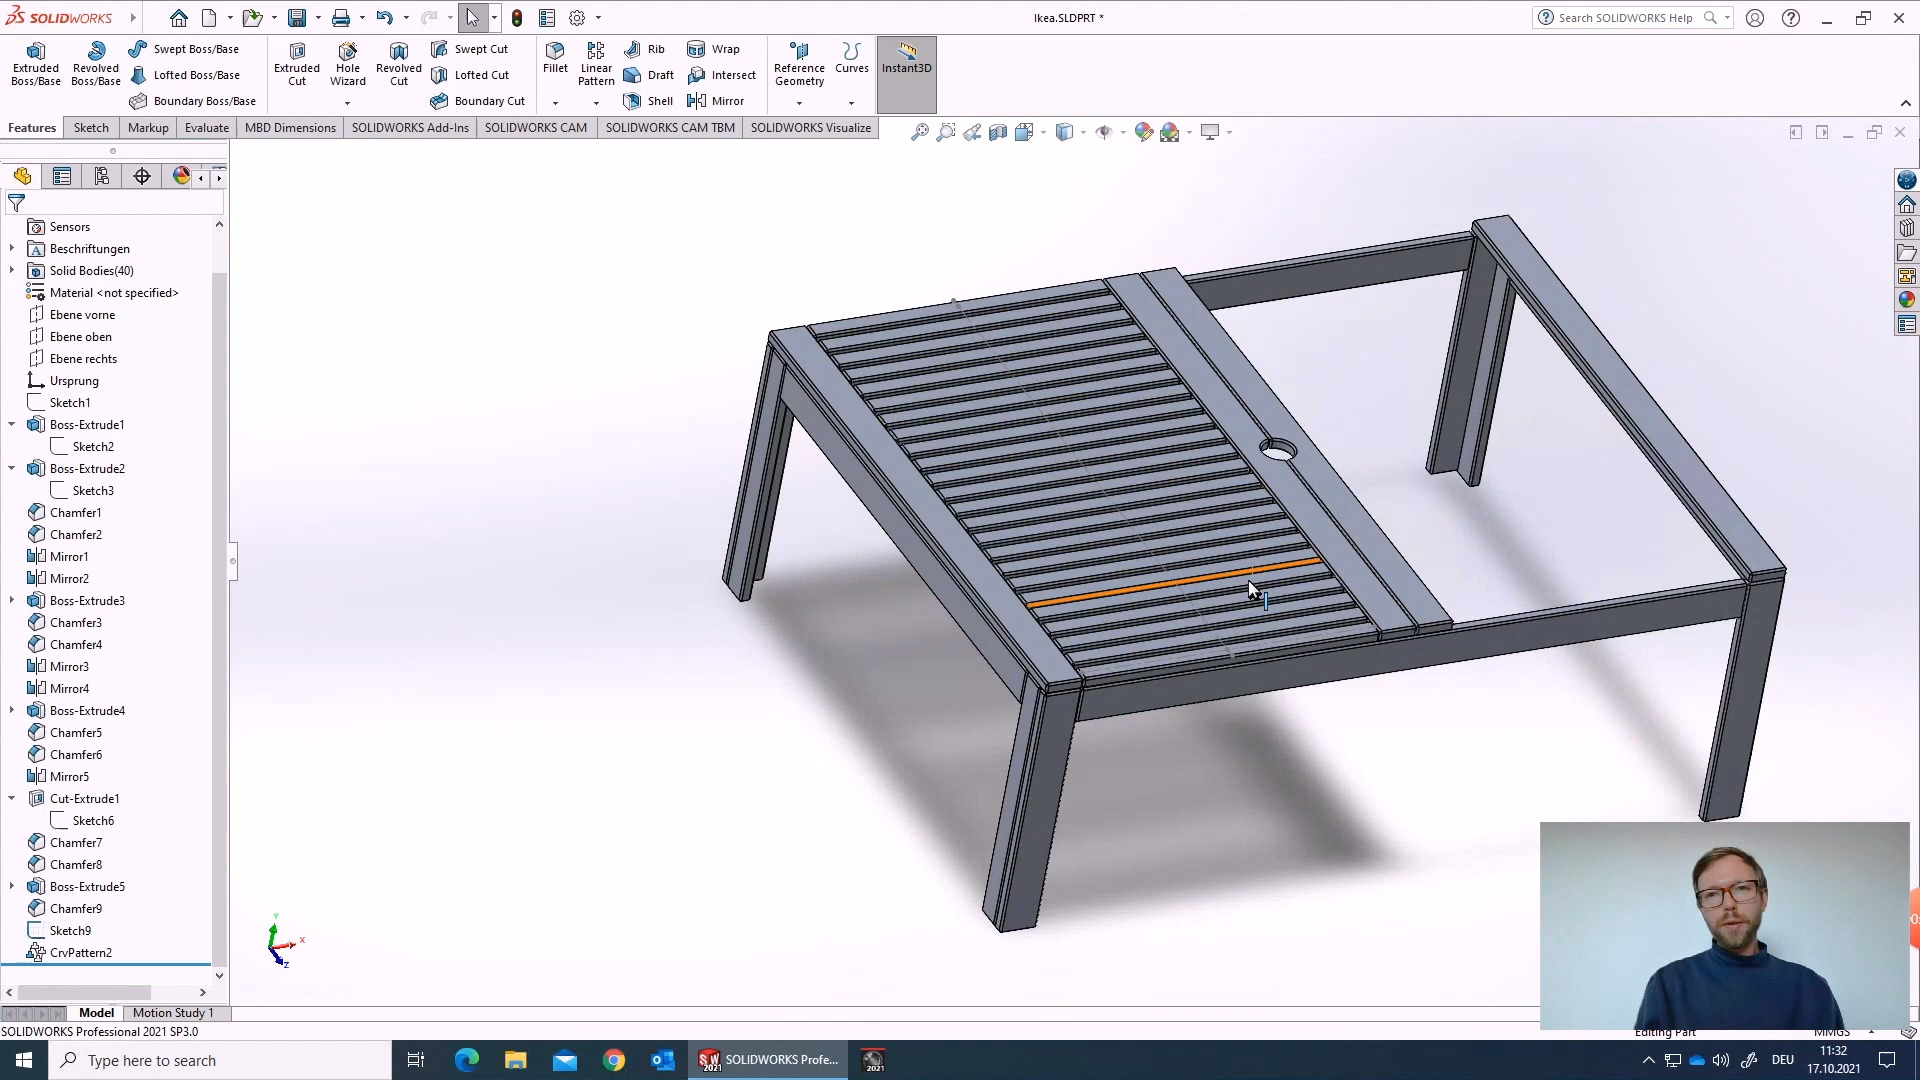 SOLIDWORKS
Ikea.SLDPRT *
Search SOLIDWORKS Help
Extruded Boss/Base
Revolved Boss/Base
Swept Boss/Base
Lofted Boss/Base
Boundary Boss/Base
Extruded Cut
Hole Wizard
Revolved Cut
Swept Cut
Lofted Cut
Boundary Cut
Fillet
Linear Pattern
Rib
Draft
Shell
Wrap
Intersect
Mirror
Reference Geometry
Curves
Instant3D
Features
Sketch
Markup
Evaluate
MBD Dimensions
SOLIDWORKS Add-Ins
SOLIDWORKS CAM
SOLIDWORKS CAM TBM
SOLIDWORKS Visualize
Sensors
Beschriftungen
Solid Bodies(40)
Material <not specified>
Ebene vorne
Ebene oben
Ebene rechts
Ursprung
Sketch1
Boss-Extrude1
Sketch2
Boss-Extrude2
Sketch3
Chamfer1
Chamfer2
Mirror1
Mirror2
Boss-Extrude3
Chamfer3
Chamfer4
Mirror3
Mirror4
Boss-Extrude4
Chamfer5
Chamfer6
Mirror5
Cut-Extrude1
Sketch6
Chamfer7
Chamfer8
Boss-Extrude5
Chamfer9
Sketch9
CrvPattern2
Y
X
Z
Model
Motion Study 1
SOLIDWORKS Professional 2021 SP3.0
Editing Part
MMGS
Type here to search
SW 2021
SOLIDWORKS Profe...
2021
DEU
11:32
17.10.2021